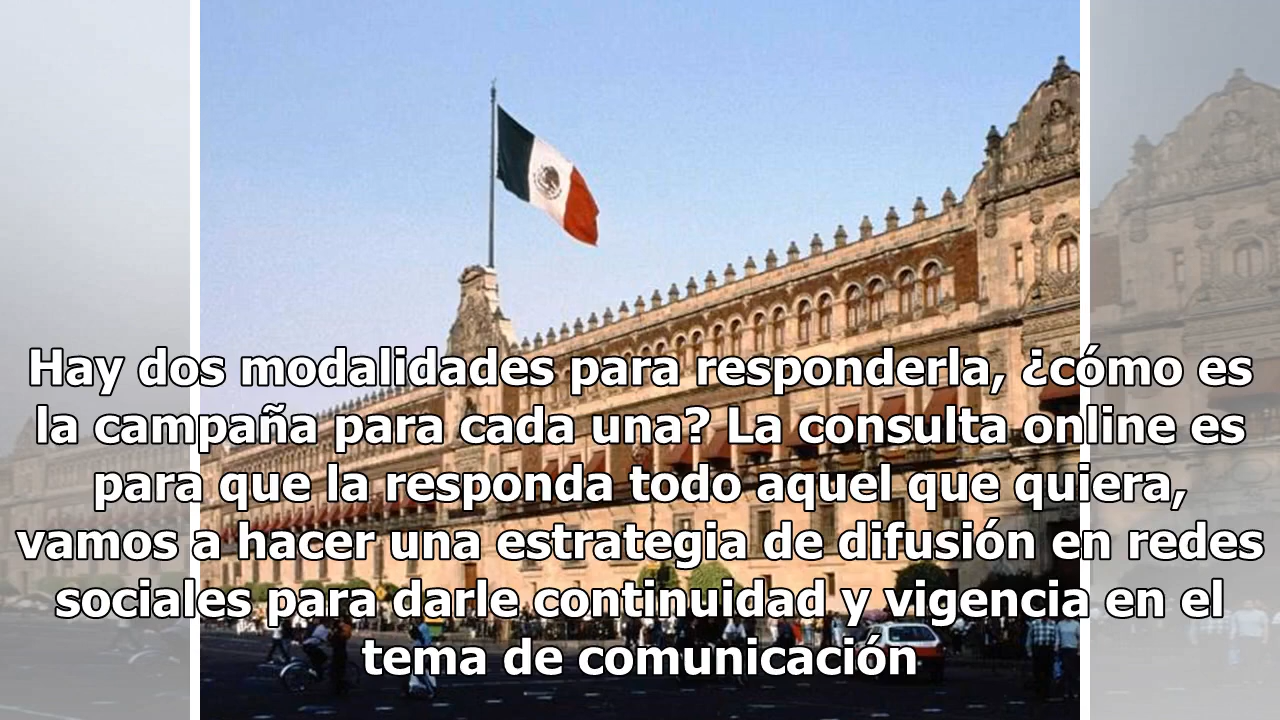 Hay dos modalidades para responderla, ¿cómo es
la campaña para cada una? La consulta online es
para que la responda todo aquel que quiera,
vamos a hacer una estrategia de difusión en redes
sociales para darle continuidad y vigencia en el
tema de comunicación